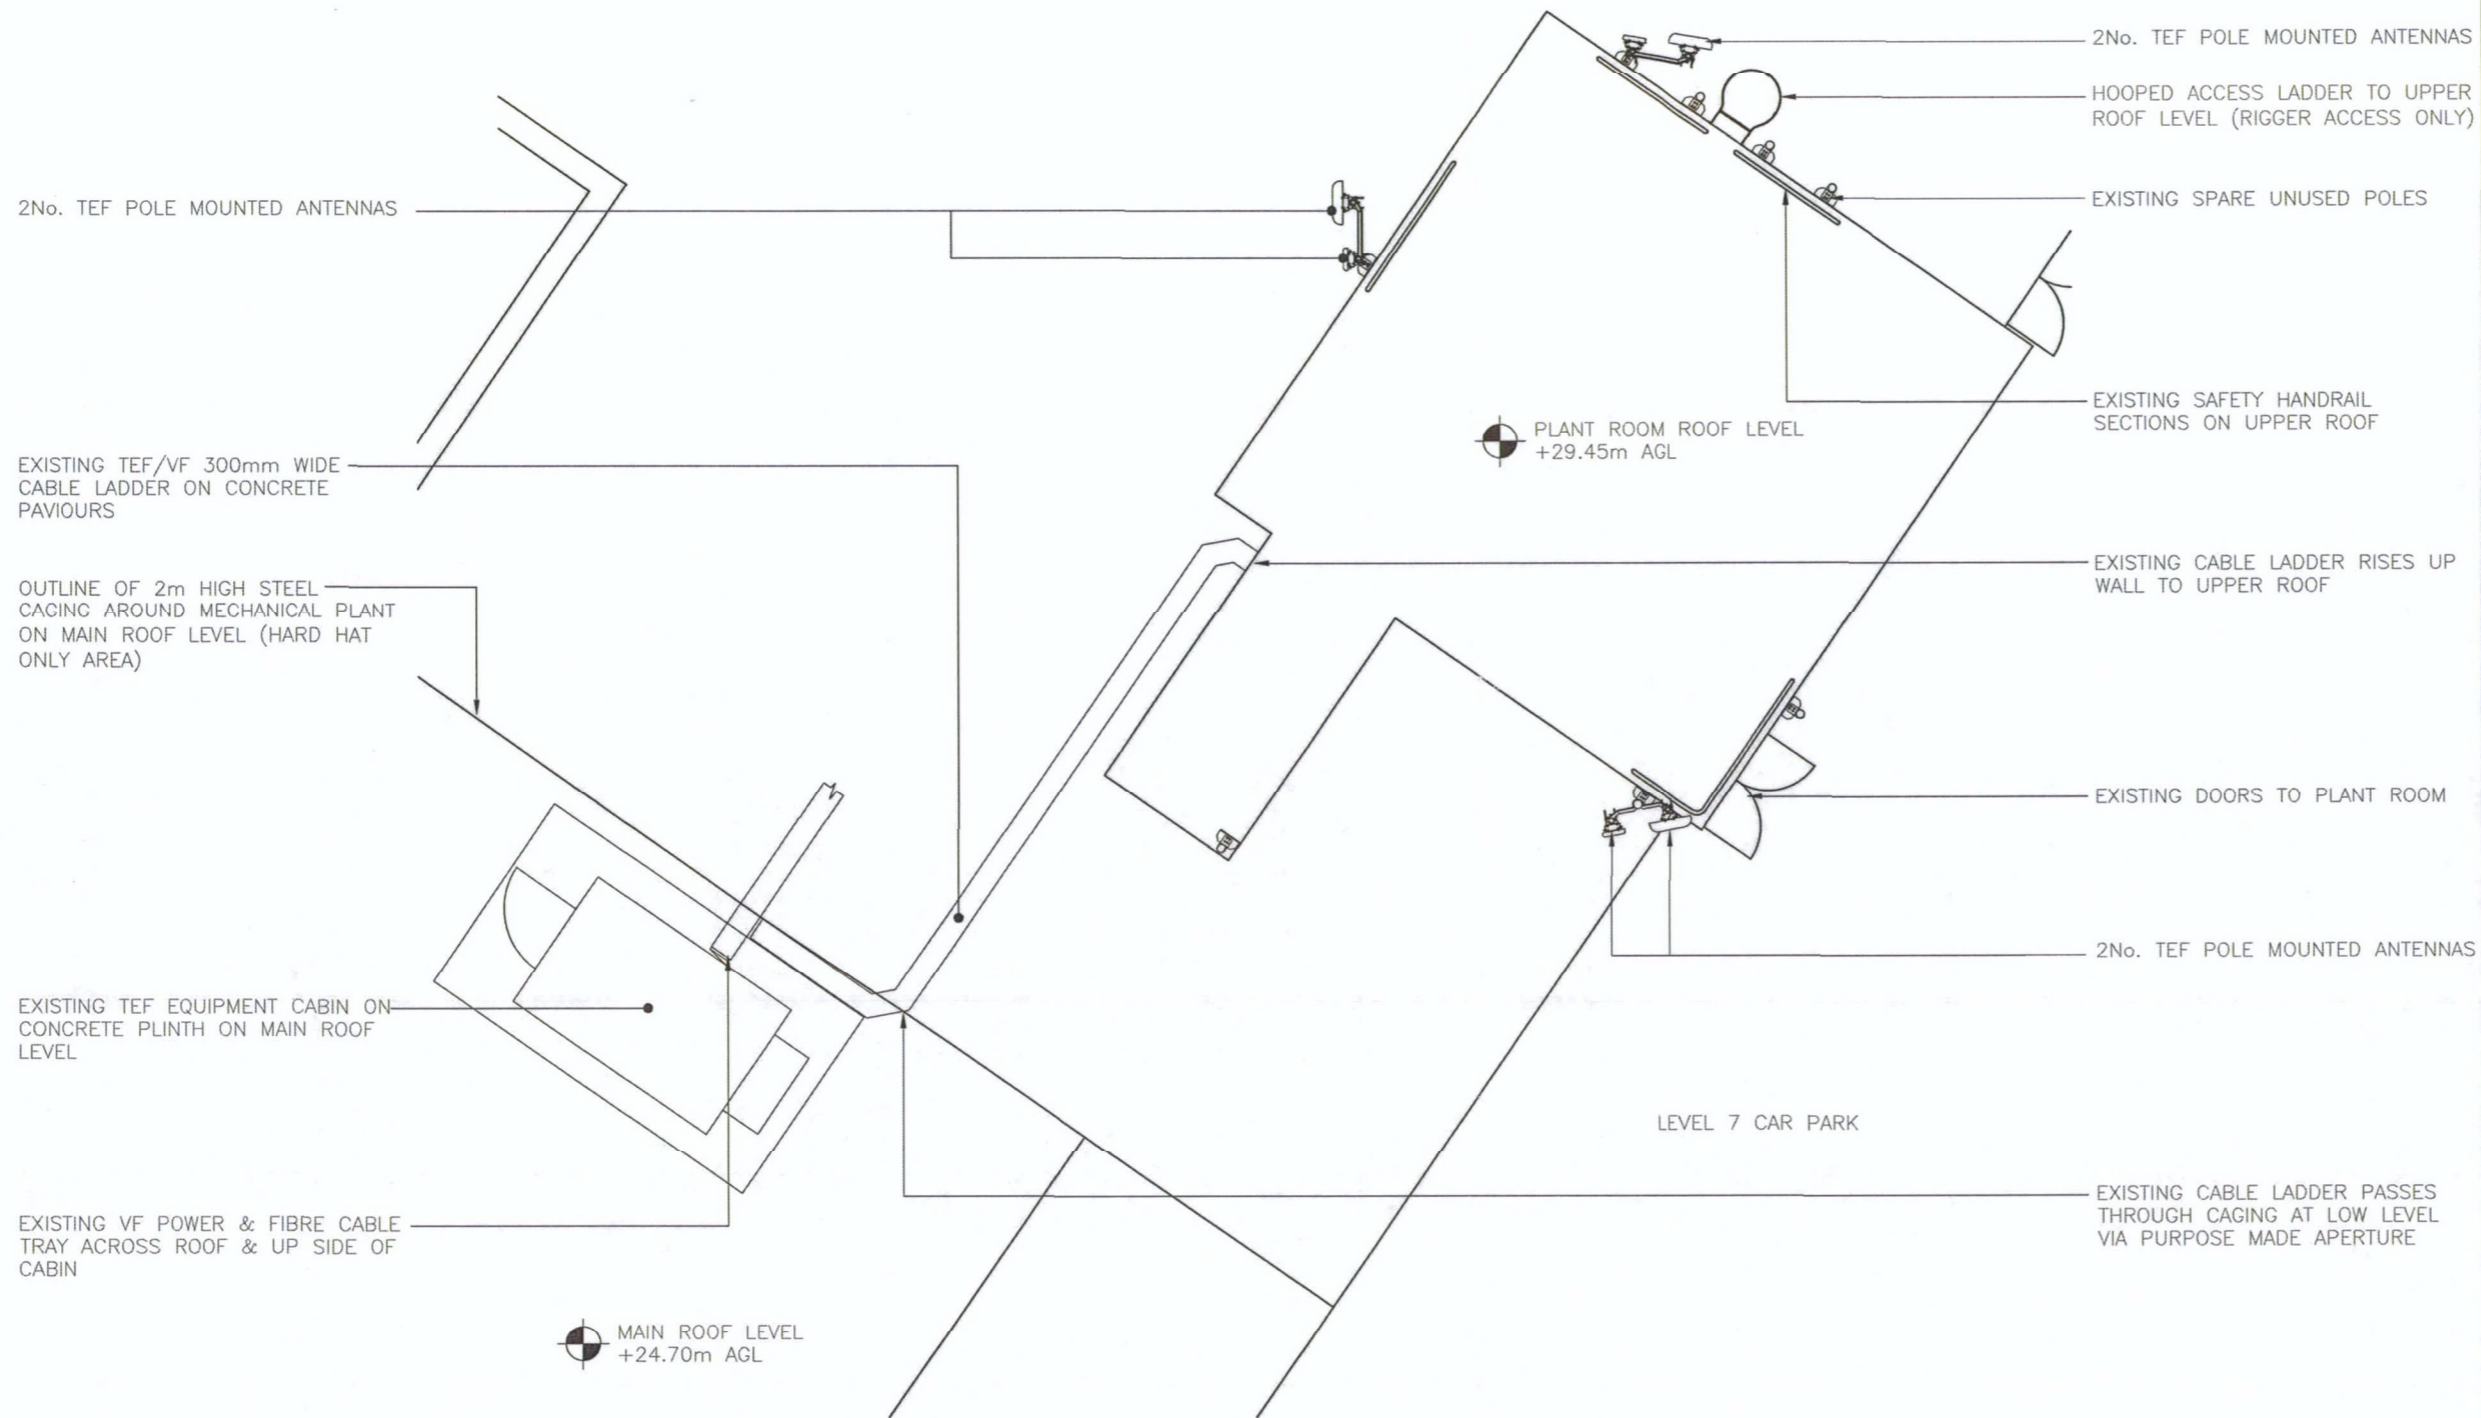 2No. TEF POLE MOUNTED ANTENNAS
HOOPED ACCESS LADDER TO UPPER
ROOF LEVEL (RIGGER ACCESS ONLY)
EXISTING SPARE UNUSED POLES
2No. TEF POLE MOUNTED ANTENNAS
EXISTING SAFETY HANDRAIL
SECTIONS ON UPPER ROOF
PLANT ROOM ROOF LEVEL
+29.45m AGL
EXISTING TEF/VF 300mm WIDE
CABLE LADDER ON CONCRETE
PAVIOURS
EXISTING CABLE LADDER RISES UP
WALL TO UPPER ROOF
OUTLINE OF 2m HIGH STEEL
CAGING AROUND MECHANICAL PLANT
ON MAIN ROOF LEVEL (HARD HAT
ONLY AREA)
EXISTING DOORS TO PLANT ROOM
2No. TEF POLE MOUNTED ANTENNAS
EXISTING TEF EQUIPMENT CABIN ON
CONCRETE PLINTH ON MAIN ROOF
LEVEL
LEVEL 7 CAR PARK
EXISTING CABLE LADDER PASSES
THROUGH CAGING AT LOW LEVEL
VIA PURPOSE MADE APERTURE
EXISTING VF POWER & FIBRE CABLE
TRAY ACROSS ROOF & UP SIDE OF
CABIN
MAIN ROOF LEVEL
+24.70m AGL